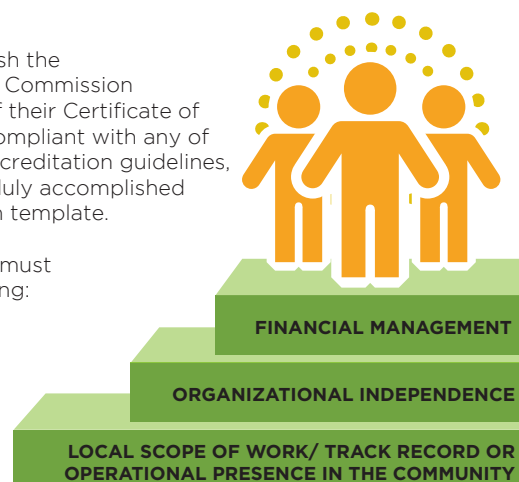 sh the
Commission
f their Certificate of
ompliant with any of
creditation guidelines,
duly accomplished
n template.
must
ng:
FINANCIAL MANAGEMENT
ORGANIZATIONAL INDEPENDENCE
LOCAL SCOPE OF WORK/ TRACK RECORD OR
OPERATIONAL PRESENCE IN THE COMMUNITY